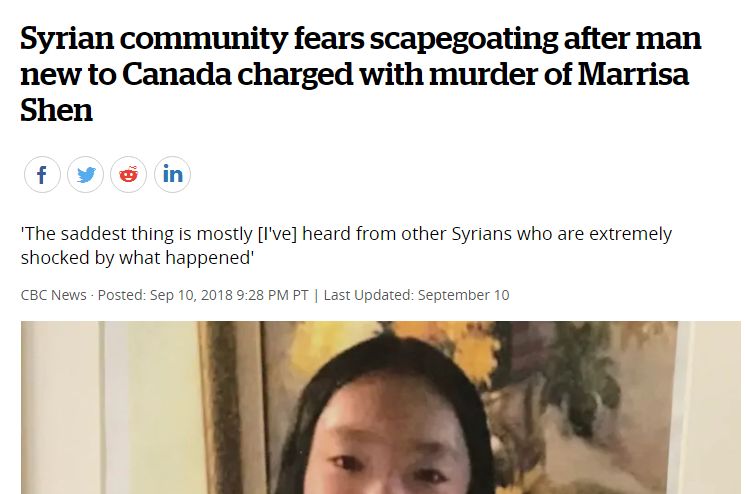 Syrian community fears scapegoating after man
new to Canada charged with murder of Marrisa
Shen
f
in
'The saddest thing is mostly [I've] heard from other Syrians who are extremely
shocked by what happened'
CBC News · Posted: Sep 10, 2018 9:28 PM PT | Last Updated: September 10